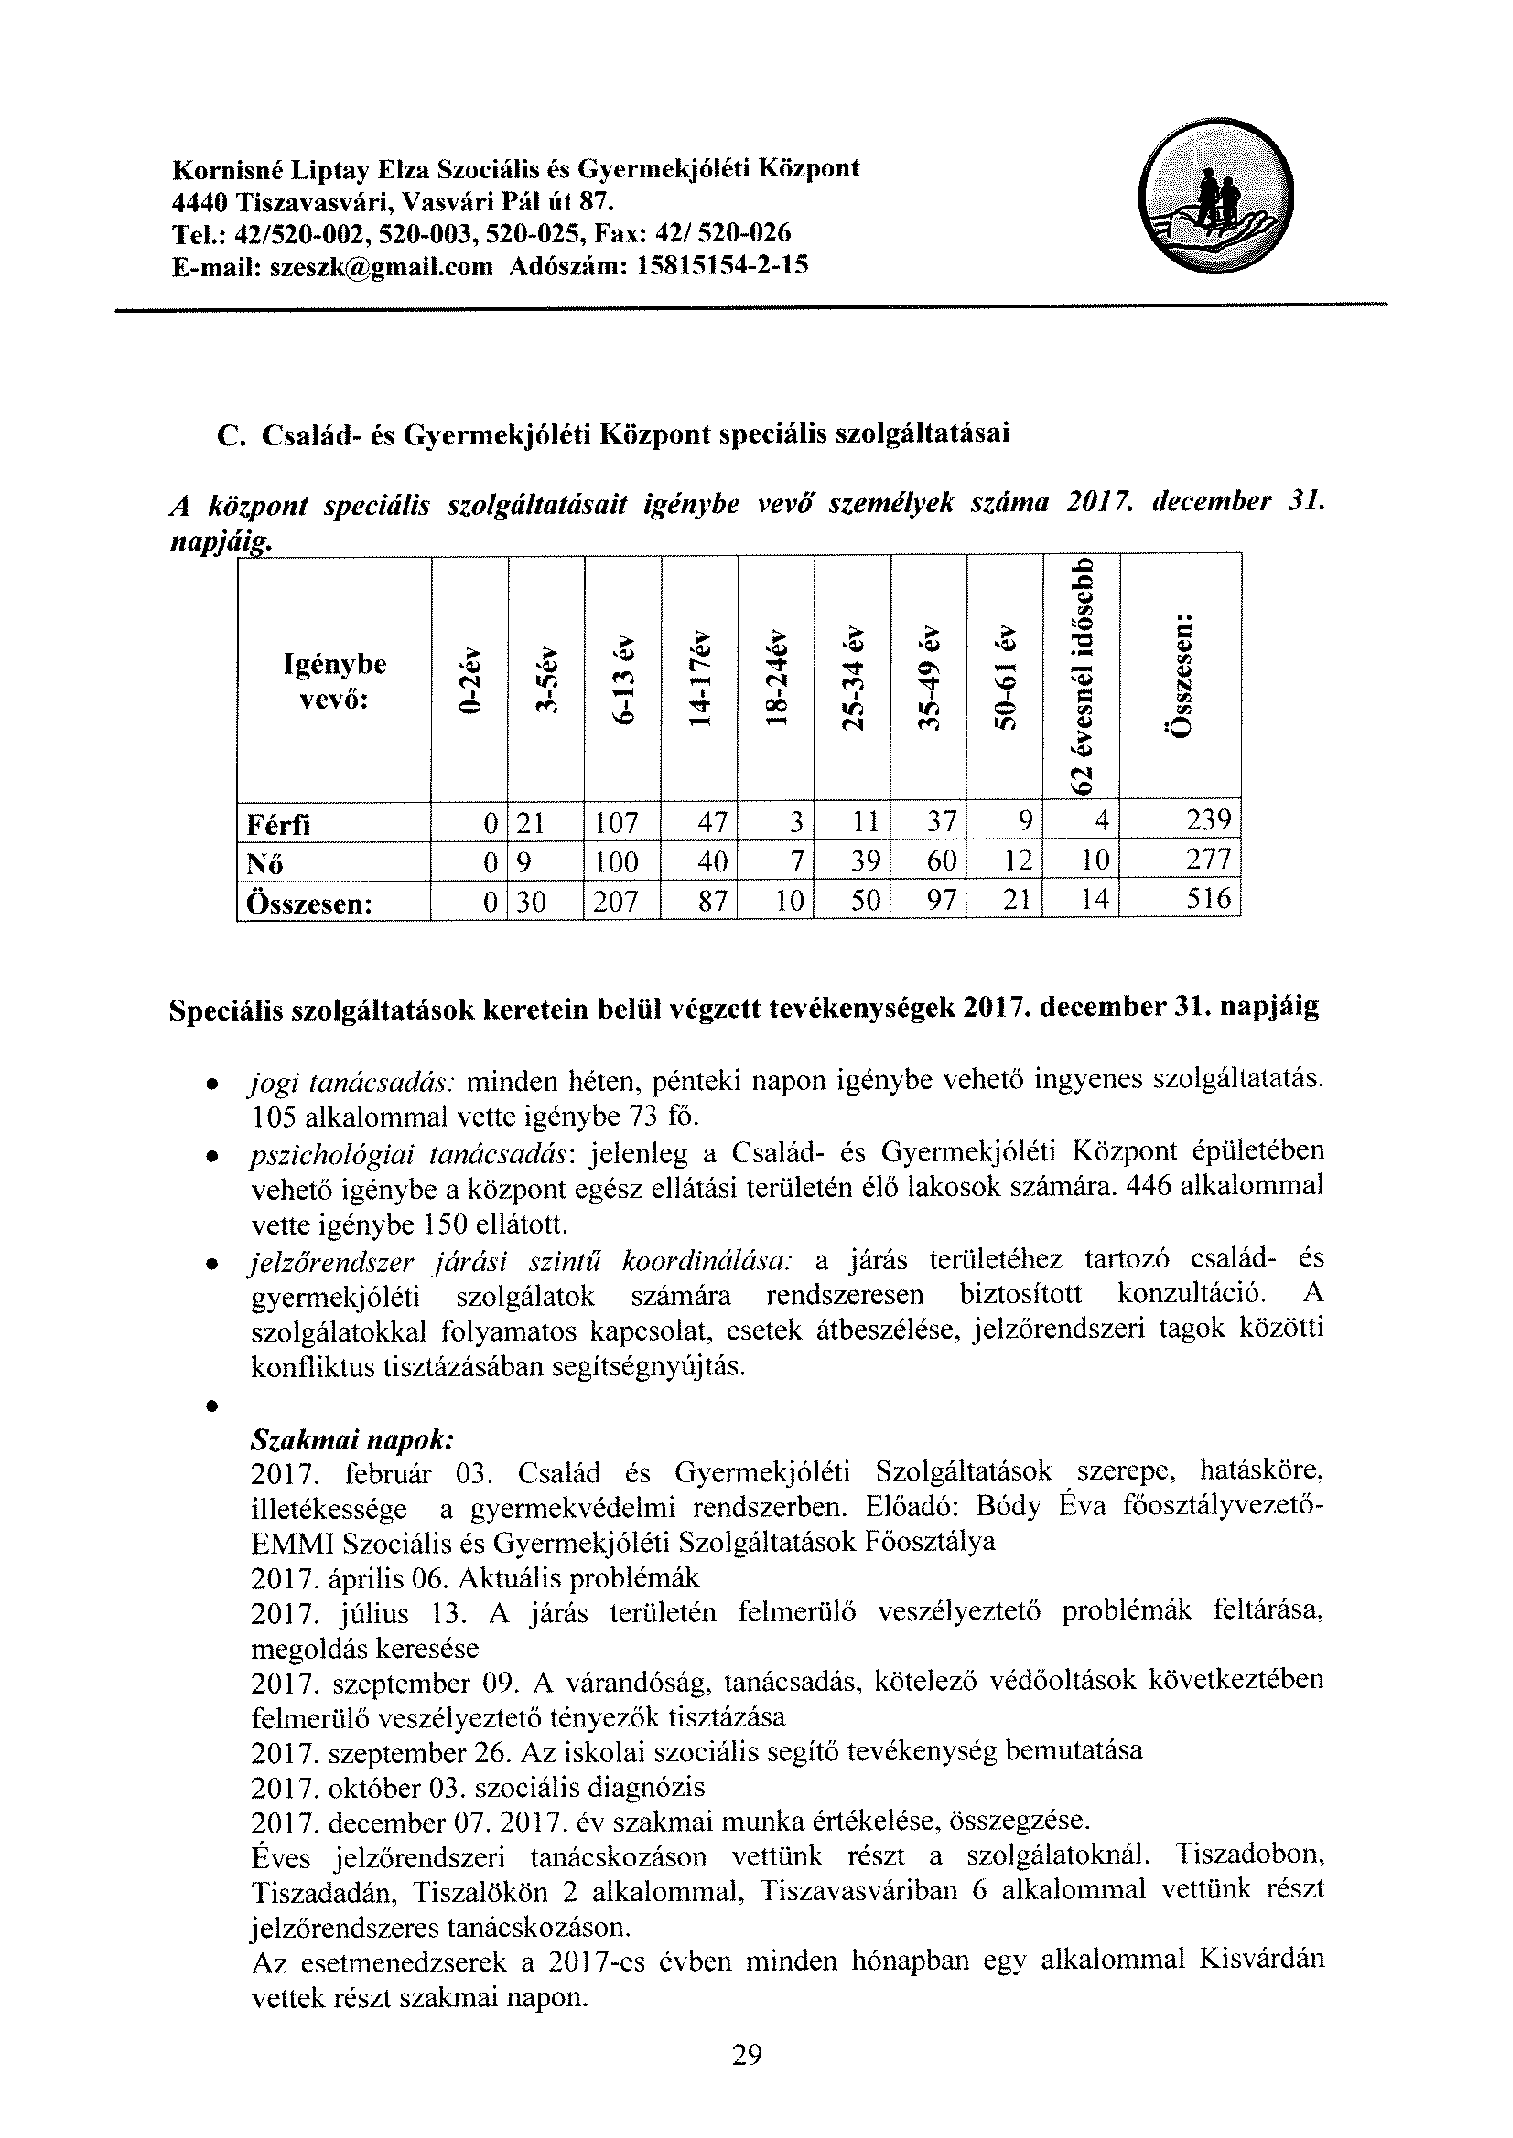 Kornisné Liptay Elza Szociális és Gyermekjóléti Központ
4440 Tiszavasvári, Vasvári Pál út 87.
Tel.: 42/520-002, 520-003, 520-025, Fax: 42/ 520-026
E-mail: szeszk@gmail.com Adószám: 15815154-2-15
C. Család- és Gyermekjóléti Központ speciális szolgáltatásai
A központ speciális szolgáltatásait igénybe vevő személyek száma 2017. december 31.
napjáig.
Igénybe vevő: 0-2év 3-5év 6-13 év 14-17év 18-24év 25-34 év 35-49 év 50-61 év 62 évesnél idősebb Összesen:
Férfi 0 21 107 47 3 11 37 9 4 239
Nő 0 9 100 40 7 39 60 12 10 277
Összesen: 0 30 207 87 10 50 97 21 14 516
Speciális szolgáltatások keretein belül végzett tevékenységek 2017. december 31. napjáig
• jogi tanácsadás: minden héten, pénteki napon igénybe vehető ingyenes szolgáltatatás.
105 alkalommal vette igénybe 73 fő.
• pszichológiai tanácsadás: jelenleg a Család- és Gyermekjóléti Központ épületében
vehető igénybe a központ egész ellátási területén élő lakosok számára. 446 alkalommal
vette igénybe 150 ellátott.
• jelzőrendszer járási szintű koordinálása: a járás területéhez tartozó család- és
gyermekjóléti szolgálatok számára rendszeresen biztosított konzultáció. A
szolgálatokkal folyamatos kapcsolat, esetek átbeszélése, jelzőrendszeri tagok közötti
konfliktus tisztázásában segítségnyújtás.
•
Szakmai napok:
2017. február 03. Család és Gyermekjóléti Szolgáltatások szerepe, hatásköre,
illetékessége a gyermekvédelmi rendszerben. Előadó: Bódy Éva főosztályvezető-
EMMI Szociális és Gyermekjóléti Szolgáltatások Főosztálya
2017. április 06. Aktuális problémák
2017. július 13. A járás területén felmerülő veszélyeztető problémák feltárása,
megoldás keresése
2017. szeptember 09. A várandóság, tanácsadás, kötelező védőoltások következtében
felmerülő veszélyeztető tényezők tisztázása
2017. szeptember 26. Az iskolai szociális segítő tevékenység bemutatása
2017. október 03. szociális diagnózis
2017. december 07. 2017. év szakmai munka értékelése, összegzése.
Éves jelzőrendszeri tanácskozáson vettünk részt a szolgálatoknál. Tiszadobon,
Tiszadadán, Tiszalökön 2 alkalommal, Tiszavasváriban 6 alkalommal vettünk részt
jelzőrendszeres tanácskozáson.
Az esetmenedzserek a 2017-es évben minden hónapban egy alkalommal Kisvárdán
vettek részt szakmai napon.
29